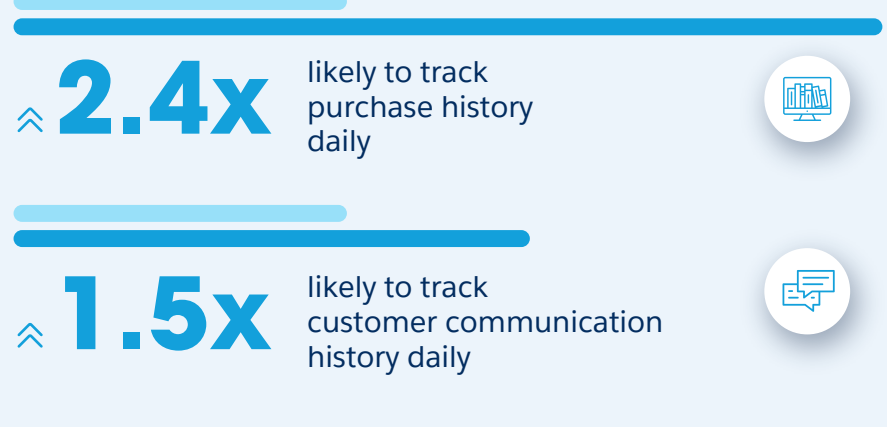 2.4x
likely to track
purchase history
daily
1.5x
likely to track
customer communication
history daily